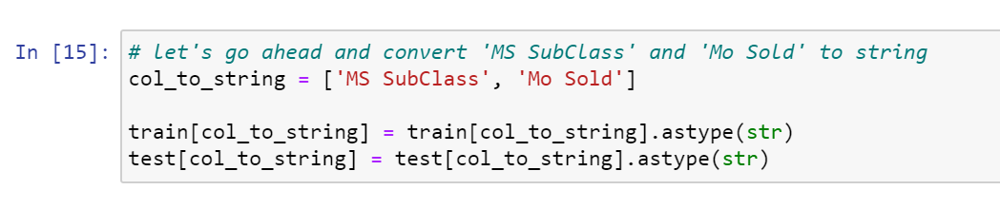 In [15]: # let's go ahead and convert 'MS SubClass' and 'Mo Sold' to string
col_to_string = ['MS SubClass', 'Mo Sold']
train[col_to_string] = train[col_to_string].astype(str)
test[col_to_string] = test[col_to_string].astype(str)